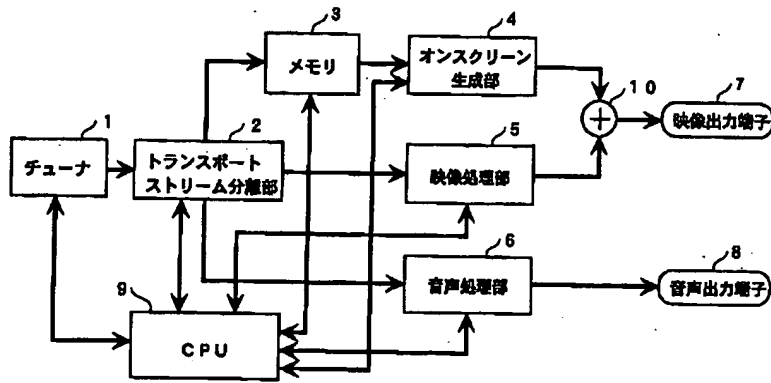 3
メモリ
4
オンスクリーン
生成部
10
7
映像出力端子
1
チューナ
2
トランスポート
ストリーム分離部
5
映像処理部
6
音声処理部
8
音声出力端子
9
CPU